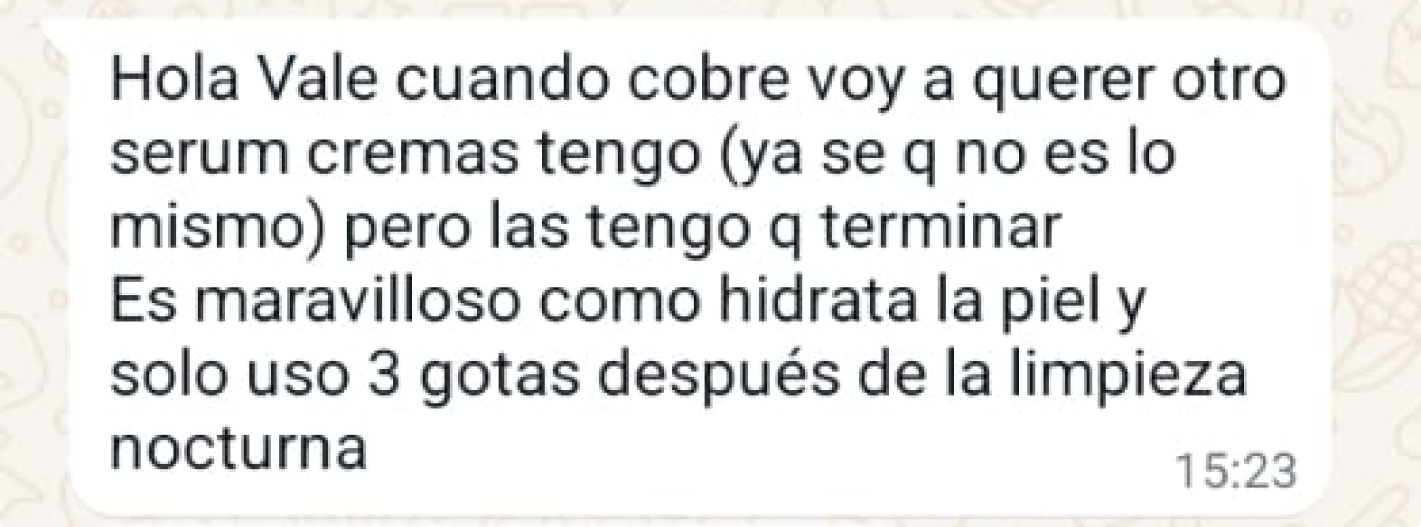 Hola Vale cuando cobre voy a querer otro
serum cremas tengo (ya se q no es lo
mismo) pero las tengo q terminar
Es maravilloso como hidrata la piel y
solo uso 3 gotas después de la limpieza
nocturna
15:23